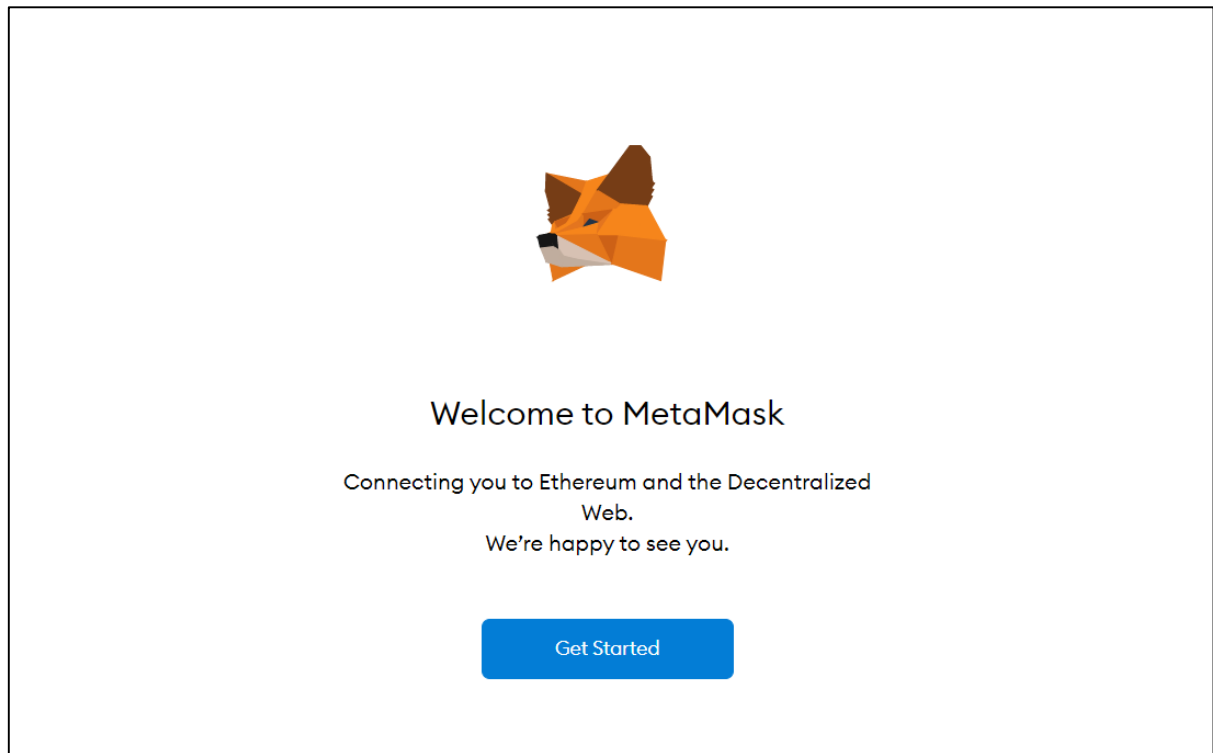 Welcome to MetaMask
Connecting you to Ethereum and the Decentralized
Web.
We’re happy to see you.
Get Started